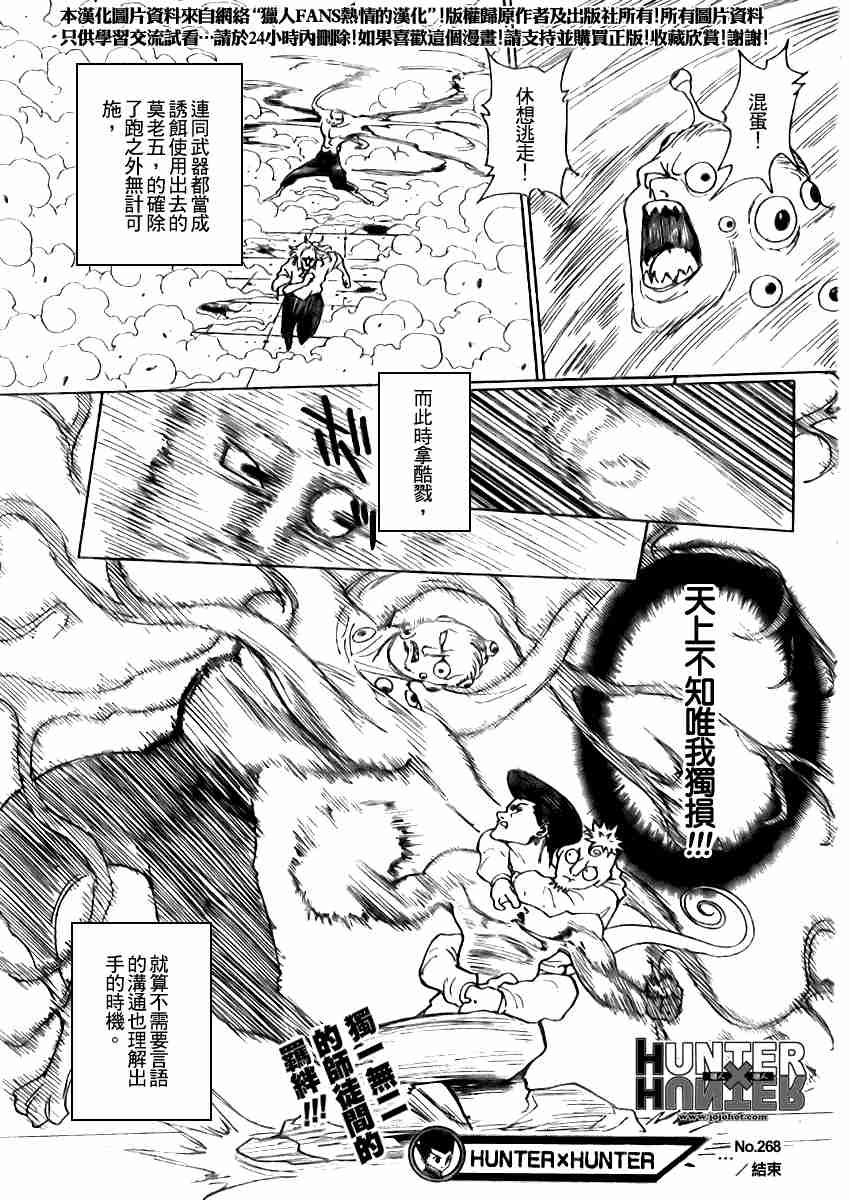 本漢化圖片資料來自網絡“獵人FANS熱情的漢化”!版權歸原作者及出版社所有!所有圖片資料
只供學習交流試看…請於24小時內刪除!如果喜歡這個漫畫!請支持並購買正版!收藏欣賞!謝謝!
混蛋!
休想逃走!
連同武器都當成
誘餌使用出去的
莫老五,的確除
了跑之外無計可
施,
而此時拿酷戮,
天上不知唯我獨損!!!
就算不需要言語
的溝通也理解出
手的時機。
獨一無二
的師徒間的
羈絆!!!
HUNTER
×
HUNTER
www.jojohot.com
HUNTER×HUNTER
No.268
…／結束